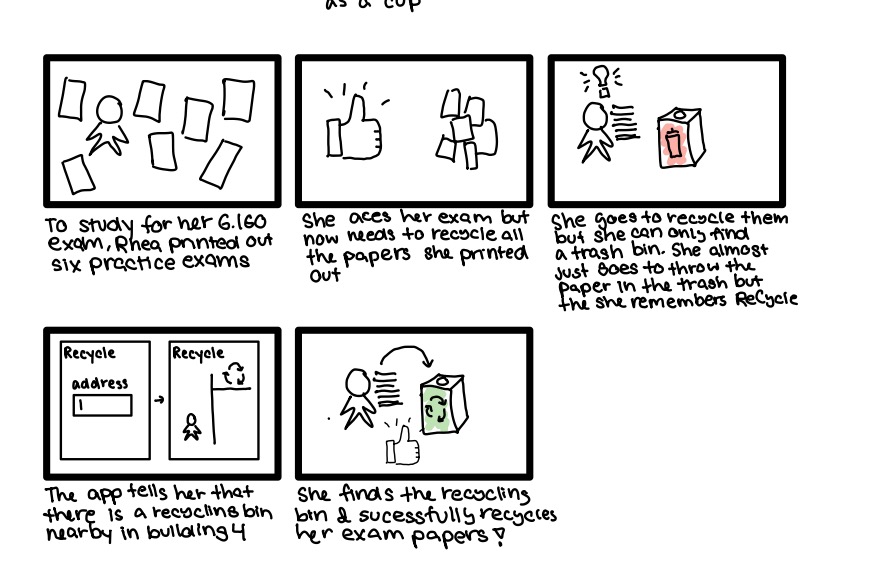 as a cup
To study for her 6.160
exam, Rhea printed out
six practice exams
She aces her exam but
now needs to recycle all
the papers she printed
out
She goes to recycle them
but she can only find
a trash bin. She almost
just goes to throw the
paper in the trash but
the she remembers ReCycle
Recycle
address
Recycle
The app tells her that
there is a recycling bin
nearby in building 4
She finds the recycling
bin & sucessfully recycles
her exam papers!